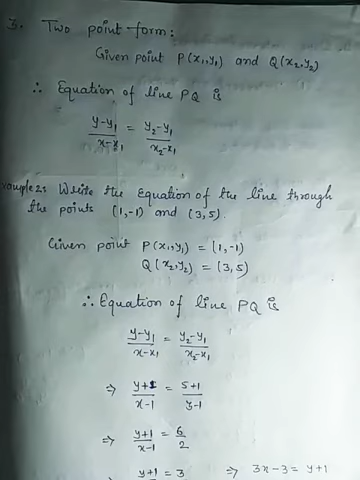 3. Two point-form:
Given point P(x₁,y₁) and Q(x₂,y₂)
∴ Equation of line PQ is
(y-y₁)/(x-x₁) = (y₂-y₁)/(x₂-x₁)
xample 2: Write the Equation of the line through
the points (1,-1) and (3,5).
Given point P(x₁,y₁) = (1,-1)
Q(x₂,y₂) = (3,5)
∴ Equation of line PQ is
(y-y₁)/(x-x₁) = (y₂-y₁)/(x₂-x₁)
⇒ (y+1)/(x-1) = (5+1)/(3-1)
⇒ (y+1)/(x-1) = 6/2
⇒ (y+1)/(x-1) = 3 ⇒ 3x-3 = y+1